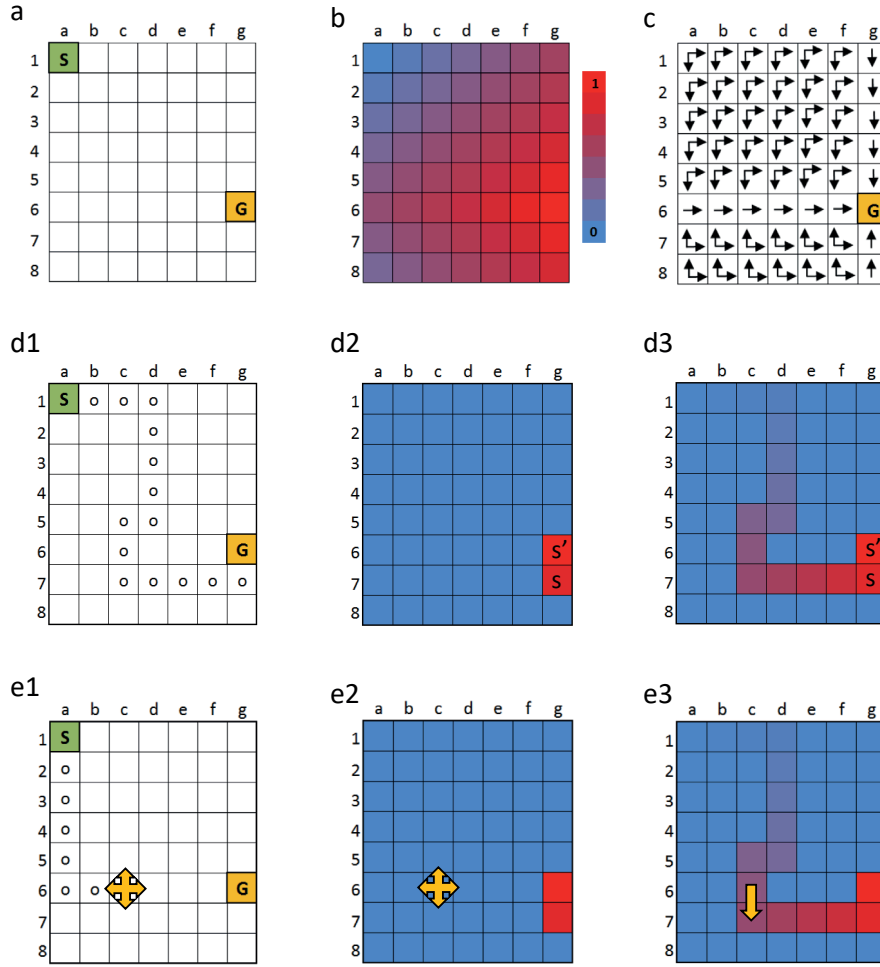 a b c
a b c d e f g
a b c d e f g
a b c d e f g
1 S
2
3
4
5
6 G
7
8
1
2
3
4
5
6
7
8
1
0
1
2
3
4
5
6 G
7
8
d1 d2 d3
a b c d e f g
a b c d e f g
a b c d e f g
1 S o o o
2 o
3 o
4 o
5 o o
6 o G
7 o o o o o
8
1
2
3
4
5
6 S′
7 S
8
1
2
3
4
5
6 S′
7 S
8
e1 e2 e3
a b c d e f g
a b c d e f g
a b c d e f g
1 S
2 o
3 o
4 o
5 o
6 o o G
7
8
1
2
3
4
5
6
7
8
1
2
3
4
5
6
7
8